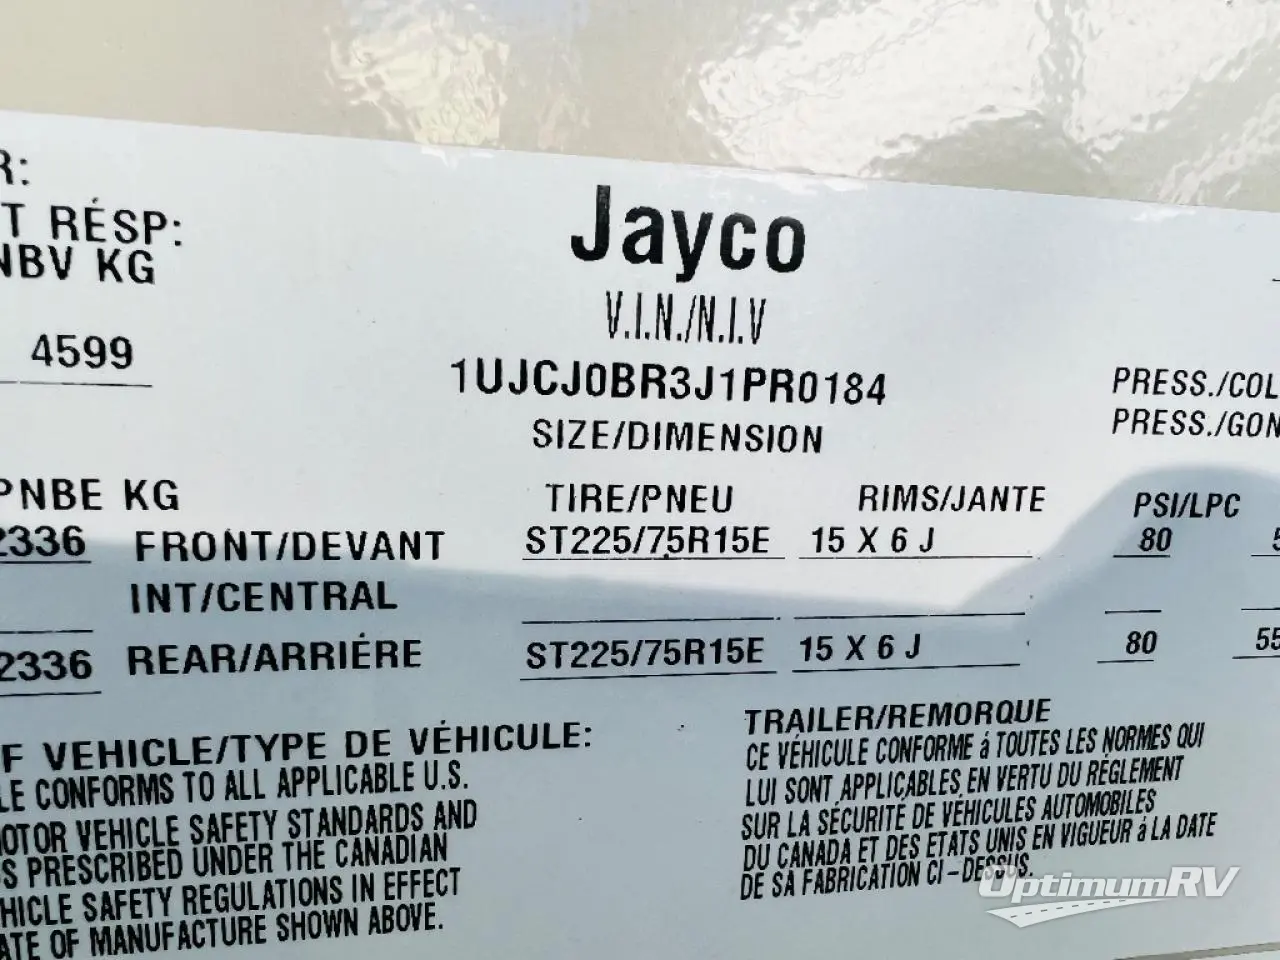 R:
T RÉSP:
NBV KG
4599
Jayco
V.I.N./N.I.V
1UJCJ0BR3J1PR0184
SIZE/DIMENSION
PRESS./COL
PRESS./GON
PNBE KG
TIRE/PNEU
RIMS/JANTE
PSI/LPC
2336 FRONT/DEVANT ST225/75R15E 15 X 6 J 80
INT/CENTRAL
2336 REAR/ARRIÉRE ST225/75R15E 15 X 6 J 80 55
F VEHICLE/TYPE DE VÉHICULE:
LE CONFORMS TO ALL APPLICABLE U.S.
MOTOR VEHICLE SAFETY STANDARDS AND
S PRESCRIBED UNDER THE CANADIAN
HICLE SAFETY REGULATIONS IN EFFECT
ATE OF MANUFACTURE SHOWN ABOVE.
TRAILER/REMORQUE
CE VÉHICULE CONFORME á TOUTES LES NORMES QUI
LUI SONT APPLICABLES EN VERTU DU RÉGLEMENT
SUR LA SÉCURITÉ DE VÉHICULES AUTOMOBILES
DU CANADA ET DES ETATS UNIS EN VIGUEUR á LA DATE
DE SA FABRICATION CI-DESSUS.
OptimumRV